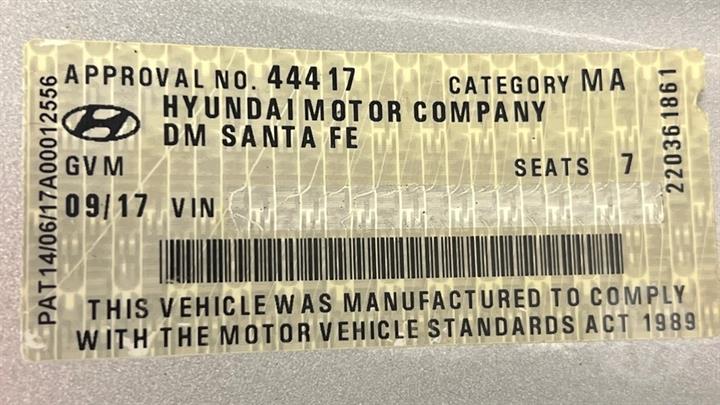 APPROVAL NO. 44417 CATEGORY MA
HYUNDAI MOTOR COMPANY
DM SANTA FE
GVM SEATS 7
09/17 VIN
THIS VEHICLE WAS MANUFACTURED TO COMPLY
WITH THE MOTOR VEHICLE STANDARDS ACT 1989
PAT14/06/17A00012556
220361861